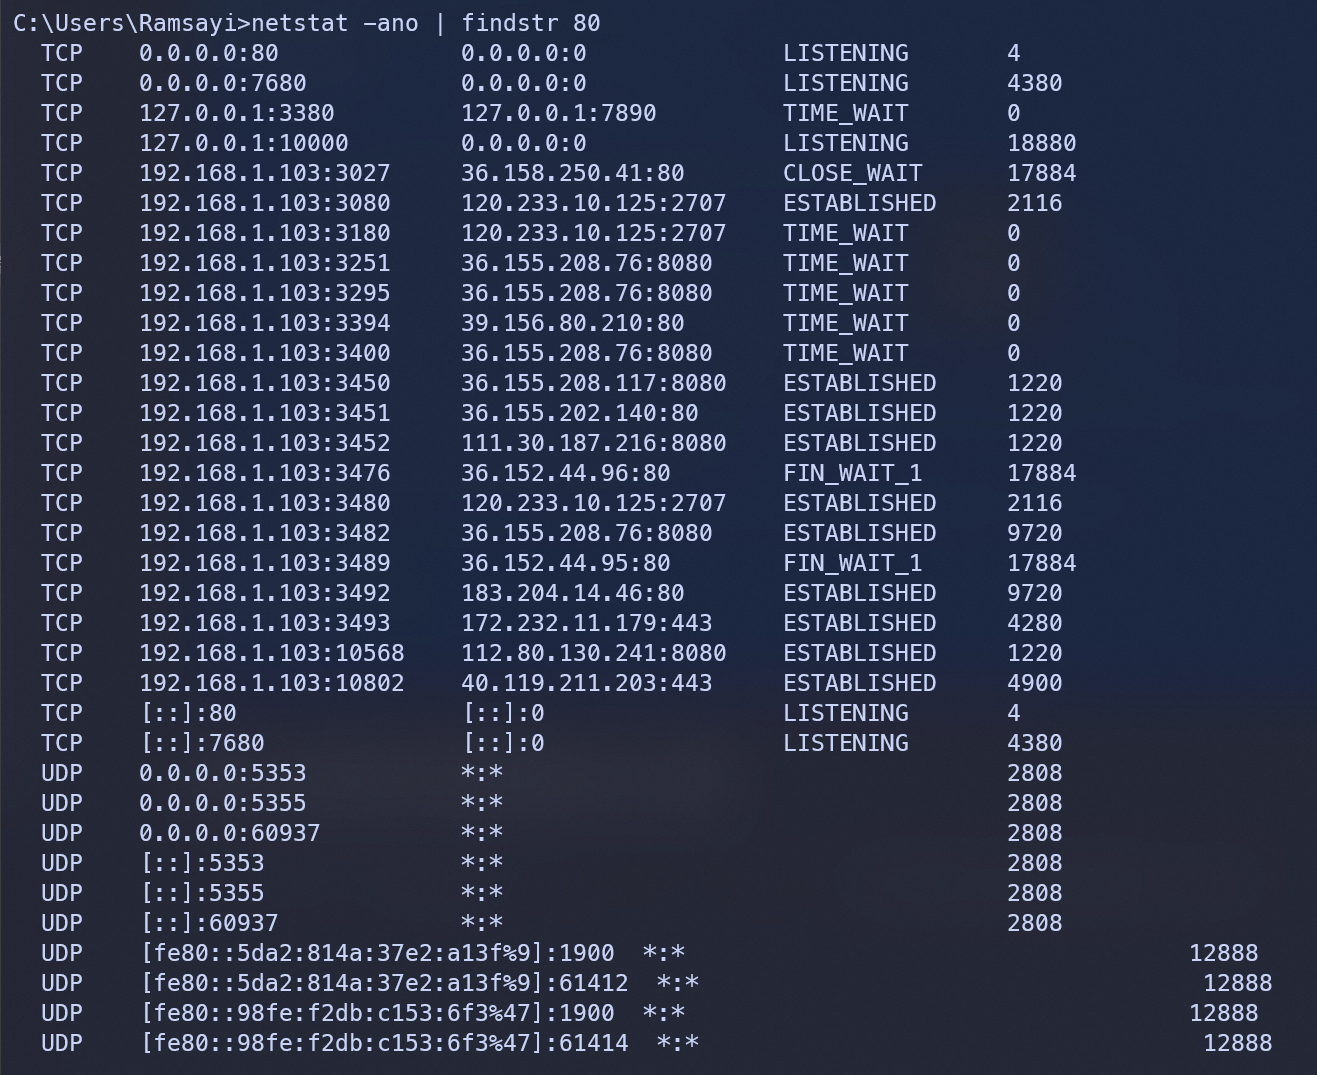 C:\Users\Ramsayi>netstat -ano | findstr 80
TCP 0.0.0.0:80 0.0.0.0:0 LISTENING 4
TCP 0.0.0.0:7680 0.0.0.0:0 LISTENING 4380
TCP 127.0.0.1:3380 127.0.0.1:7890 TIME_WAIT 0
TCP 127.0.0.1:10000 0.0.0.0:0 LISTENING 18880
TCP 192.168.1.103:3027 36.158.250.41:80 CLOSE_WAIT 17884
TCP 192.168.1.103:3080 120.233.10.125:2707 ESTABLISHED 2116
TCP 192.168.1.103:3180 120.233.10.125:2707 TIME_WAIT 0
TCP 192.168.1.103:3251 36.155.208.76:8080 TIME_WAIT 0
TCP 192.168.1.103:3295 36.155.208.76:8080 TIME_WAIT 0
TCP 192.168.1.103:3394 39.156.80.210:80 TIME_WAIT 0
TCP 192.168.1.103:3400 36.155.208.76:8080 TIME_WAIT 0
TCP 192.168.1.103:3450 36.155.208.117:8080 ESTABLISHED 1220
TCP 192.168.1.103:3451 36.155.202.140:80 ESTABLISHED 1220
TCP 192.168.1.103:3452 111.30.187.216:8080 ESTABLISHED 1220
TCP 192.168.1.103:3476 36.152.44.96:80 FIN_WAIT_1 17884
TCP 192.168.1.103:3480 120.233.10.125:2707 ESTABLISHED 2116
TCP 192.168.1.103:3482 36.155.208.76:8080 ESTABLISHED 9720
TCP 192.168.1.103:3489 36.152.44.95:80 FIN_WAIT_1 17884
TCP 192.168.1.103:3492 183.204.14.46:80 ESTABLISHED 9720
TCP 192.168.1.103:3493 172.232.11.179:443 ESTABLISHED 4280
TCP 192.168.1.103:10568 112.80.130.241:8080 ESTABLISHED 1220
TCP 192.168.1.103:10802 40.119.211.203:443 ESTABLISHED 4900
TCP [::]:80 [::]:0 LISTENING 4
TCP [::]:7680 [::]:0 LISTENING 4380
UDP 0.0.0.0:5353 *:* 2808
UDP 0.0.0.0:5355 *:* 2808
UDP 0.0.0.0:60937 *:* 2808
UDP [::]:5353 *:* 2808
UDP [::]:5355 *:* 2808
UDP [::]:60937 *:* 2808
UDP [fe80::5da2:814a:37e2:a13f%9]:1900 *:* 12888
UDP [fe80::5da2:814a:37e2:a13f%9]:61412 *:* 12888
UDP [fe80::98fe:f2db:c153:6f3%47]:1900 *:* 12888
UDP [fe80::98fe:f2db:c153:6f3%47]:61414 *:* 12888